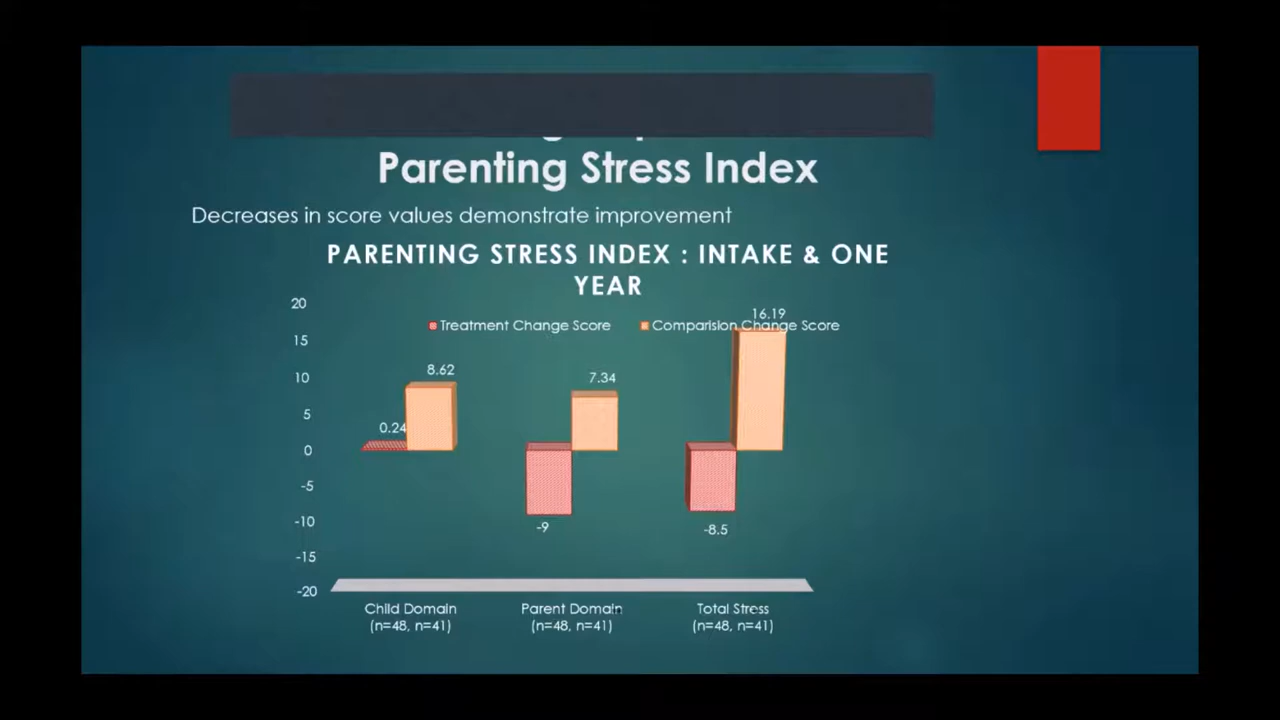 Parenting Stress Index
Decreases in score values demonstrate improvement
PARENTING STRESS INDEX : INTAKE & ONE
YEAR
Treatment Change Score
Comparision Change Score
20
15
10
5
0
-5
-10
-15
-20
0.24
8.62
-9
7.34
-8.5
16.19
Child Domain
(n=48, n=41)
Parent Domain
(n=48, n=41)
Total Stress
(n=48, n=41)